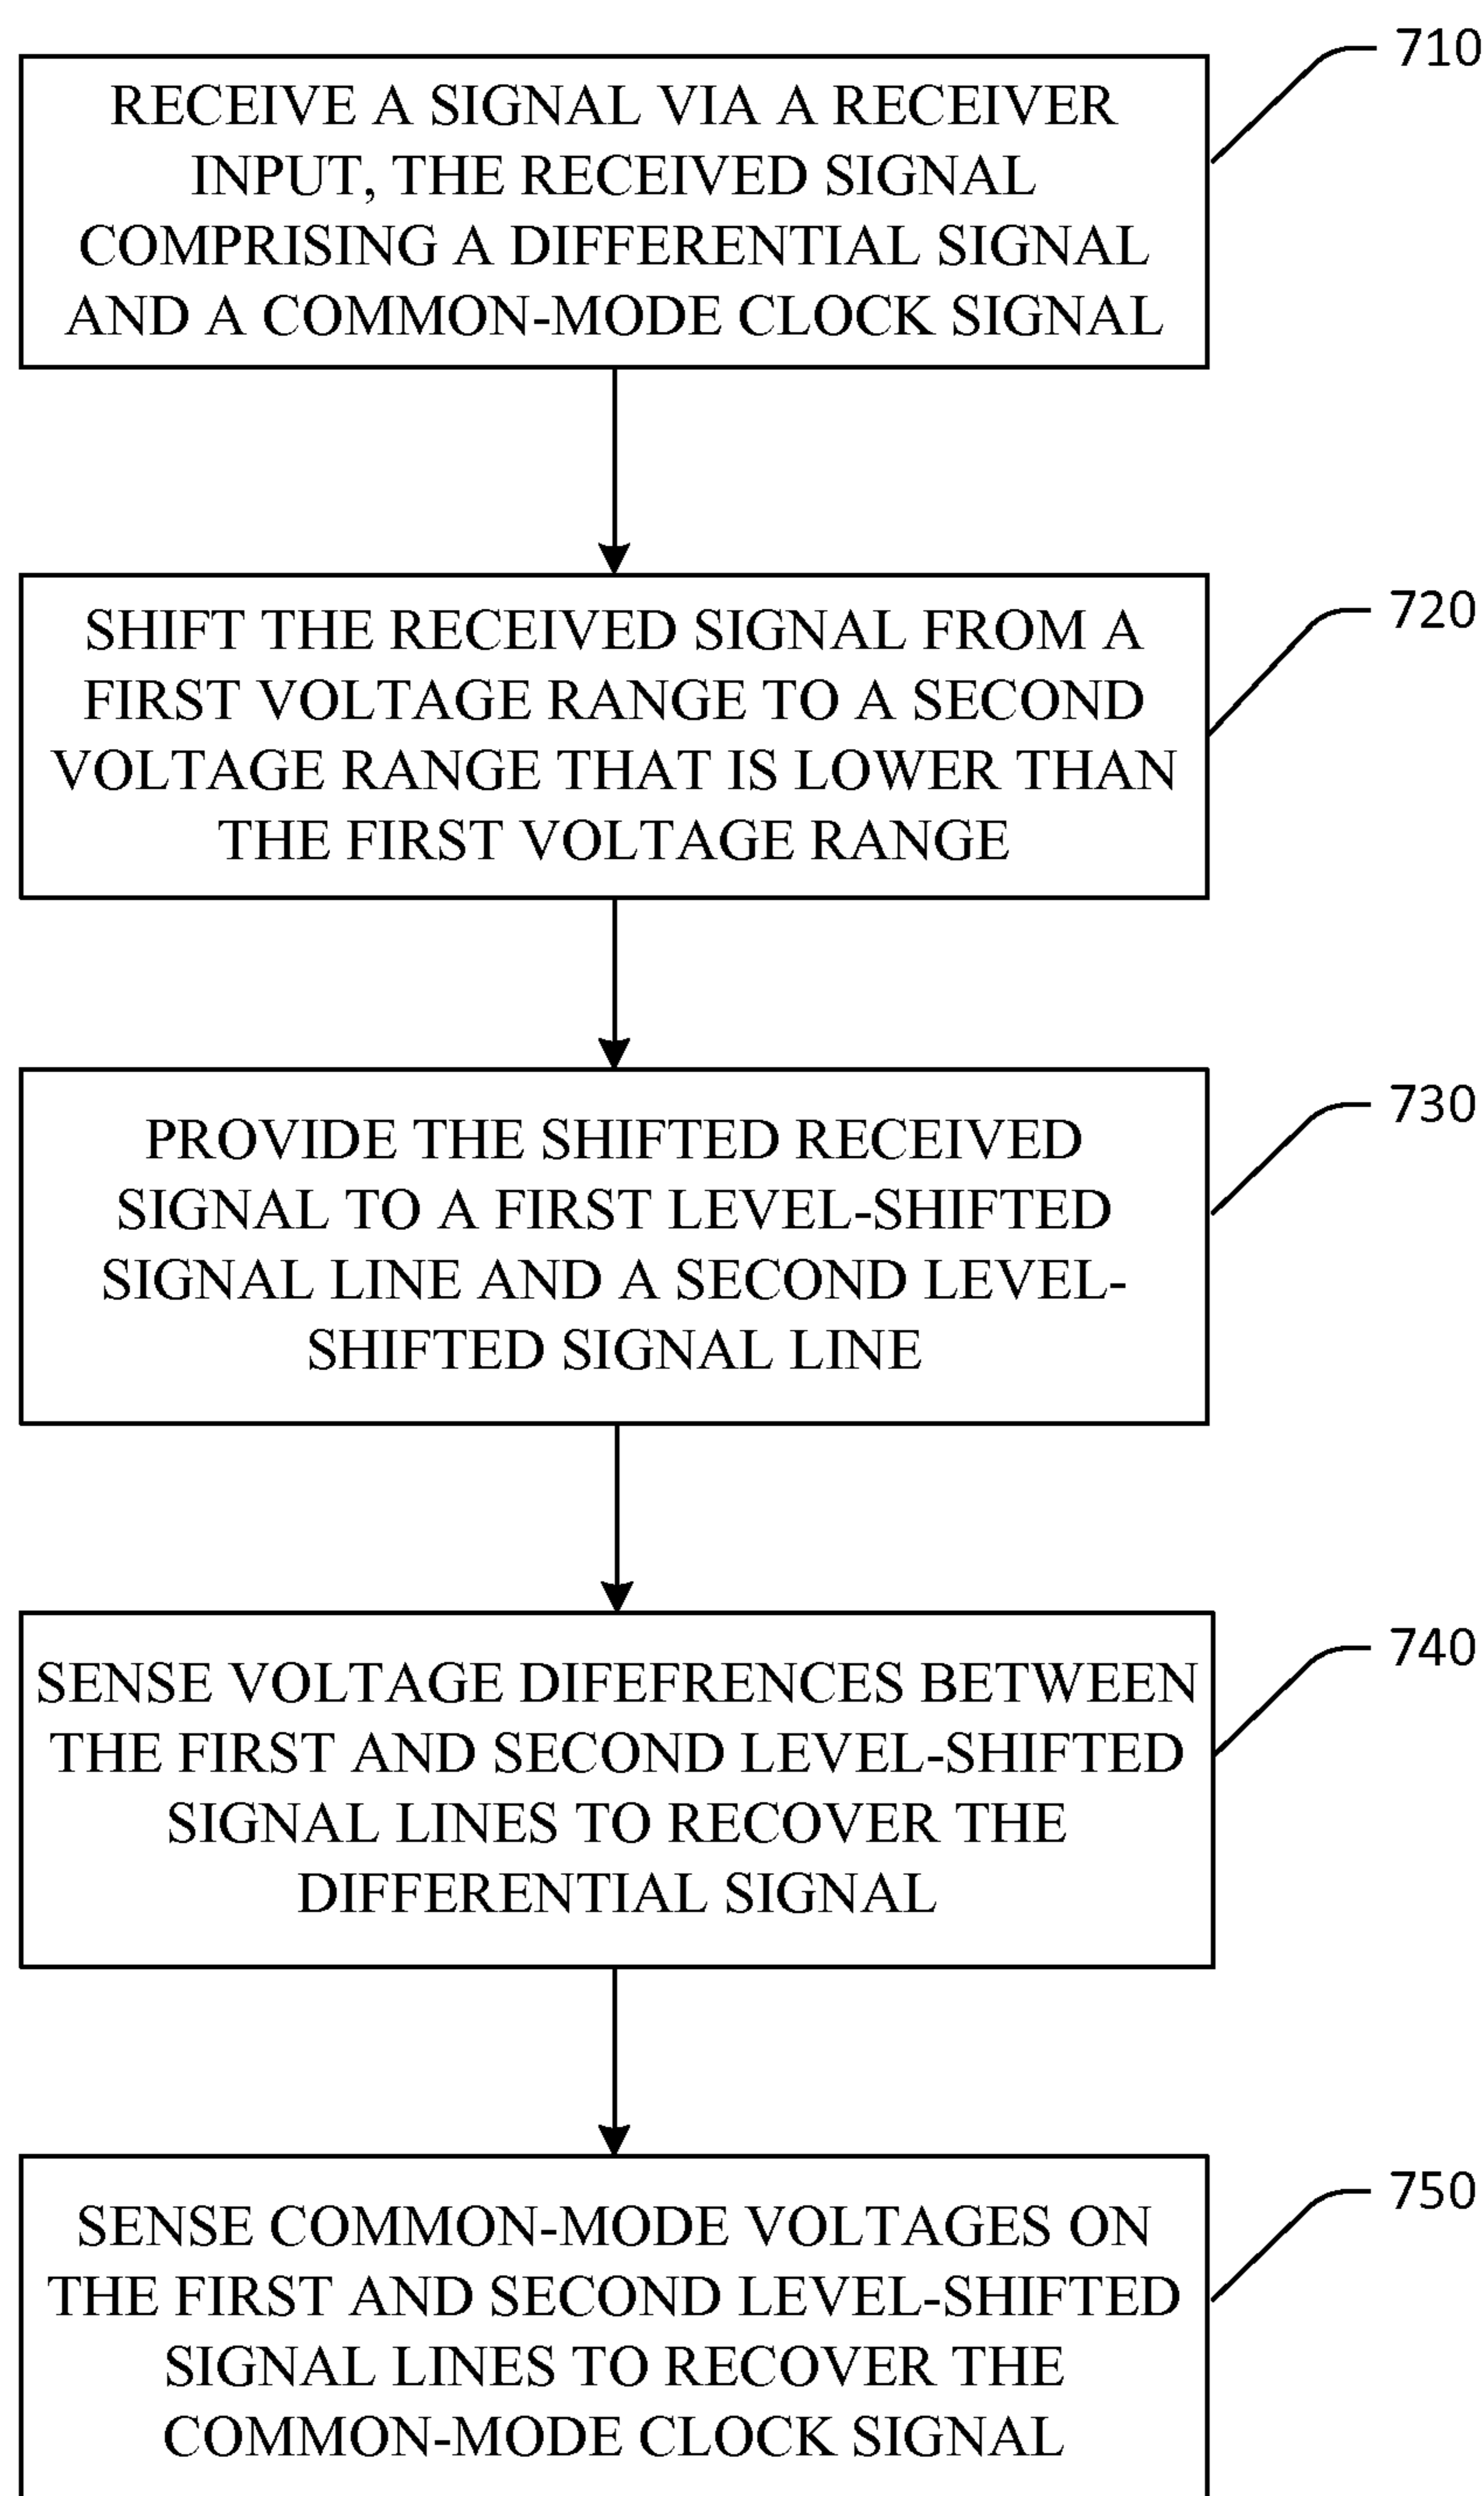 710
RECEIVE A SIGNAL VIA A RECEIVER
INPUT, THE RECEIVED SIGNAL
COMPRISING A DIFFERENTIAL SIGNAL
AND A COMMON-MODE CLOCK SIGNAL
720
SHIFT THE RECEIVED SIGNAL FROM A
FIRST VOLTAGE RANGE TO A SECOND
VOLTAGE RANGE THAT IS LOWER THAN
THE FIRST VOLTAGE RANGE
730
PROVIDE THE SHIFTED RECEIVED
SIGNAL TO A FIRST LEVEL-SHIFTED
SIGNAL LINE AND A SECOND LEVEL-
SHIFTED SIGNAL LINE
740
SENSE VOLTAGE DIFEFRENCES BETWEEN
THE FIRST AND SECOND LEVEL-SHIFTED
SIGNAL LINES TO RECOVER THE
DIFFERENTIAL SIGNAL
750
SENSE COMMON-MODE VOLTAGES ON
THE FIRST AND SECOND LEVEL-SHIFTED
SIGNAL LINES TO RECOVER THE
COMMON-MODE CLOCK SIGNAL